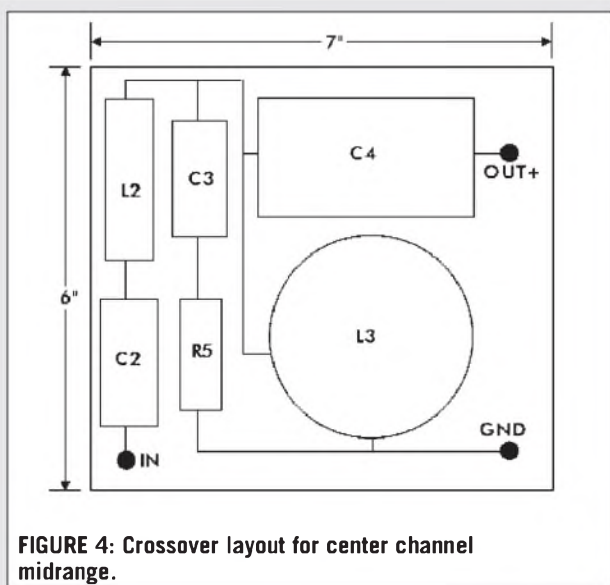 7"
6"
L2
C3
C4
OUT+
C2
R5
L3
IN
GND
FIGURE 4: Crossover layout for center channel
midrange.